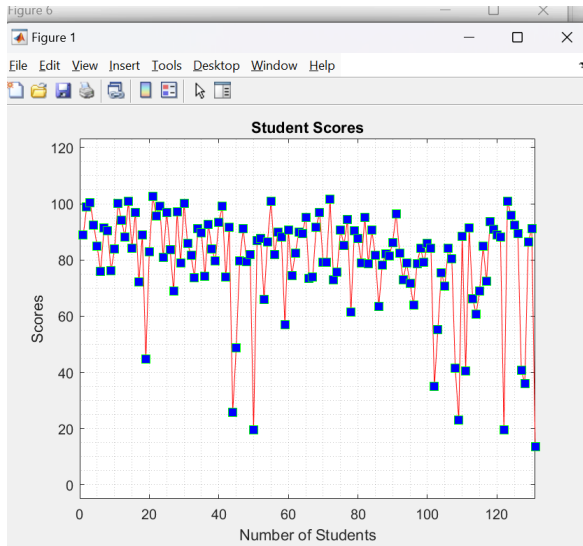 Figure 6
Figure 1
File Edit View Insert Tools Desktop Window Help
Student Scores
120
100
80
60
40
20
0
Scores
0 20 40 60 80 100 120
Number of Students